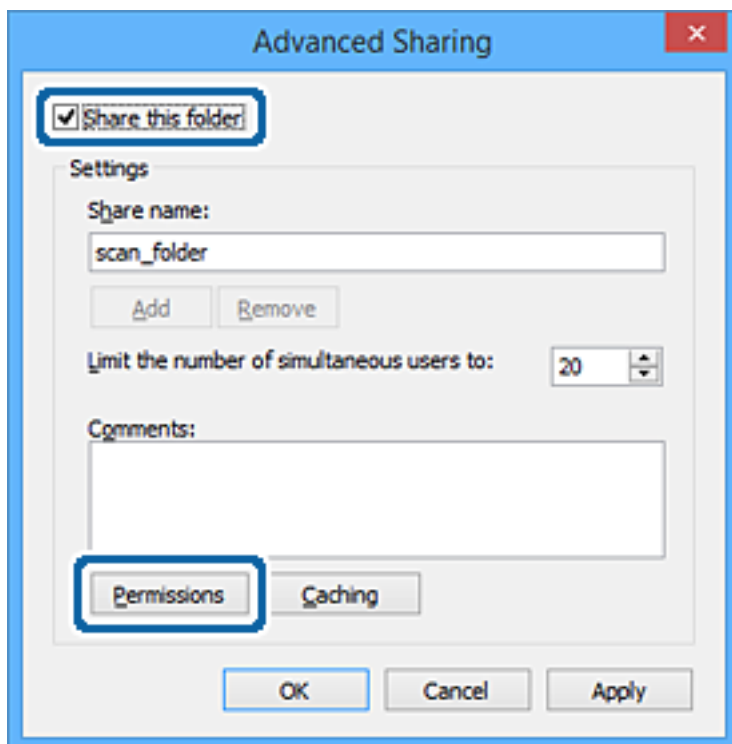 Advanced Sharing
Share this folder
Settings
Share name:
scan_folder
Add Remove
Limit the number of simultaneous users to: 20
Comments:
Permissions Caching
OK Cancel Apply